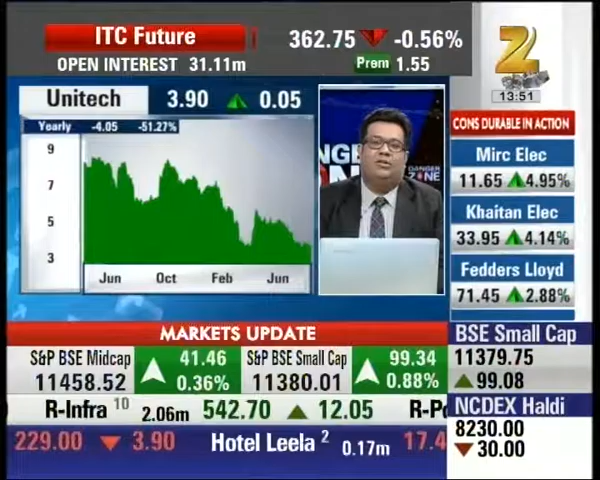 ITC Future
362.75 -0.56%
OPEN INTEREST 31.11m
Prem 1.55
Z
13:51
Unitech 3.90 0.05
Yearly -4.05 -51.27%
9
7
5
3
Jun Oct Feb Jun
DANGER
ZONE
CONS DURABLE IN ACTION
Mirc Elec
11.65 4.95%
Khaitan Elec
33.95 4.14%
Fedders Lloyd
71.45 2.88%
MARKETS UPDATE
S&P BSE Midcap 41.46
11458.52 0.36%
S&P BSE Small Cap 99.34
11380.01 0.88%
BSE Small Cap
11379.75
99.08
R-Infra 10 2.06m 542.70 12.05 R-Po
NCDEX Haldi
8230.00
30.00
229.00 3.90 Hotel Leela 2 0.17m 17.4